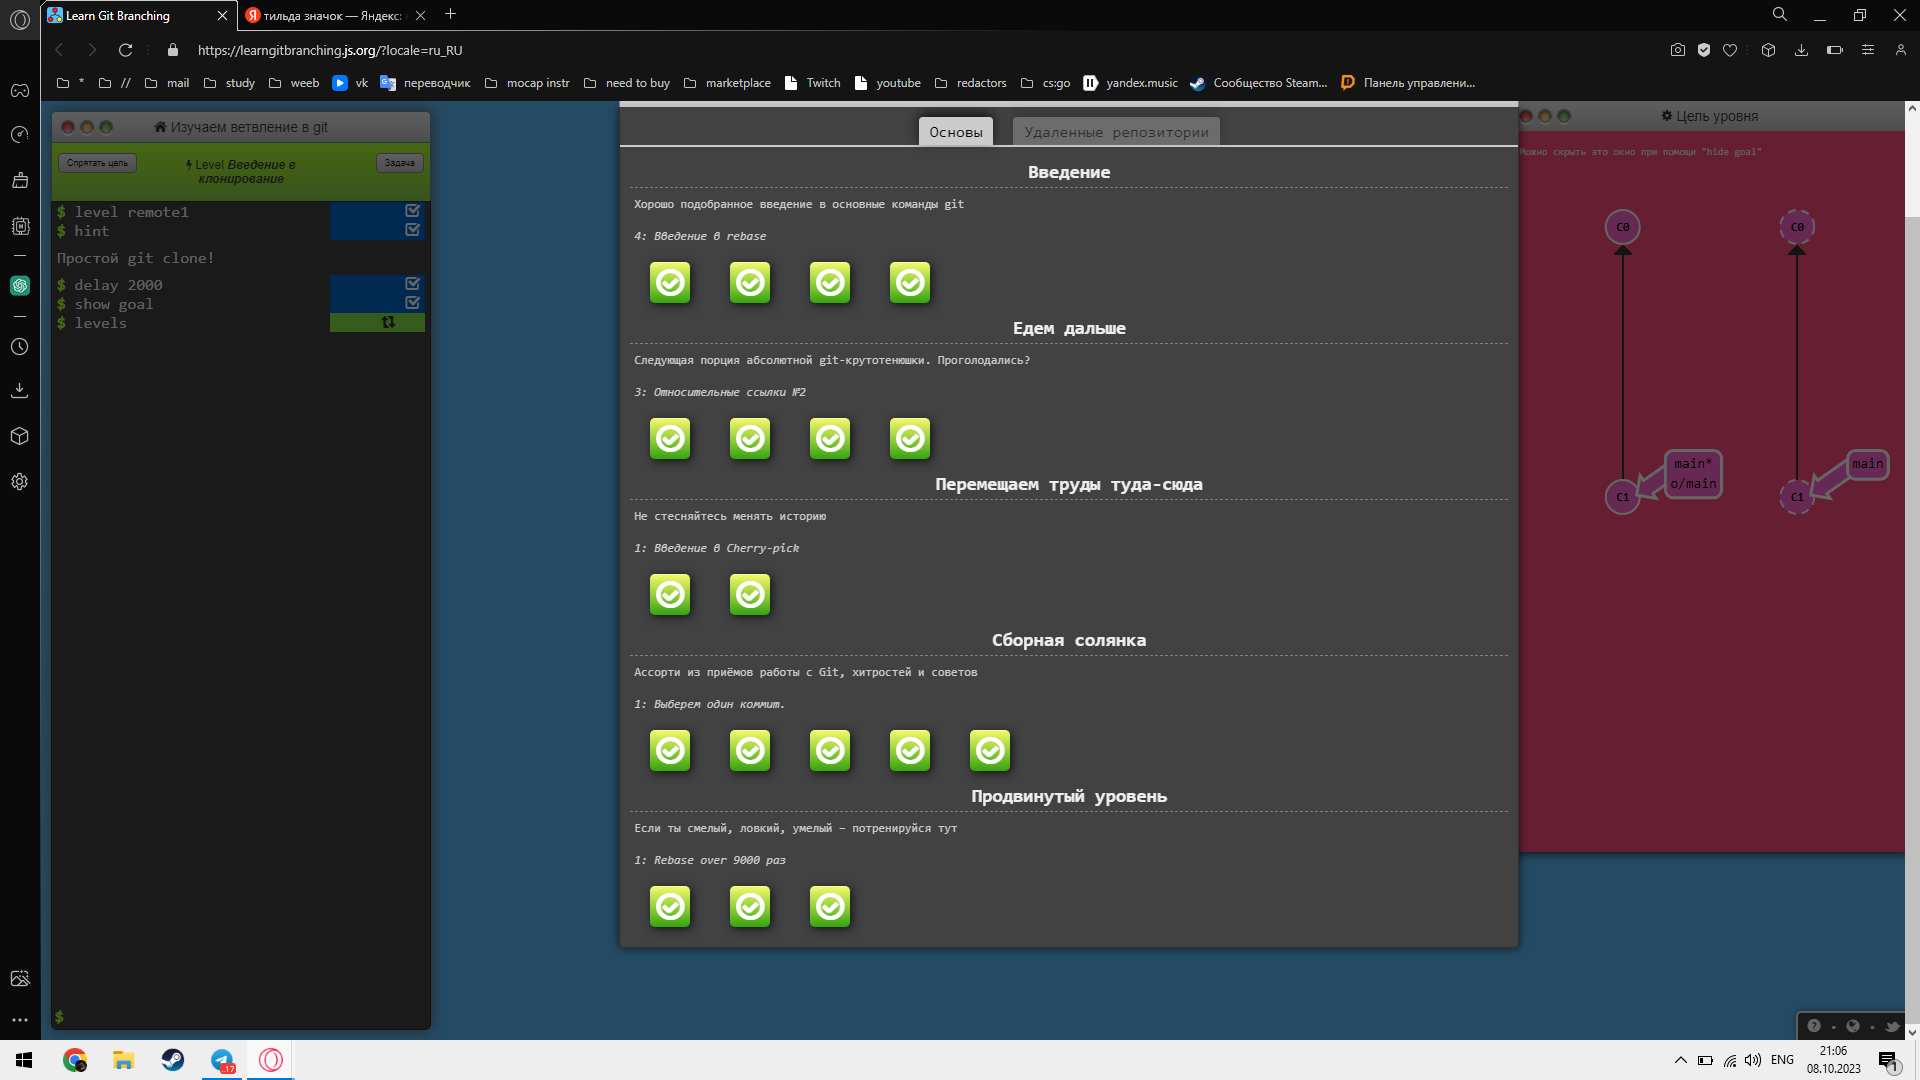 Learn Git Branching
тильда значок — Яндекс:
https://learngitbranching.js.org/?locale=ru_RU
* // mail study weeb vk переводчик mocap instr need to buy marketplace Twitch youtube redactors cs:go yandex.music Сообщество Steam... Панель управлени...
Изучаем ветвление в git
Спрятать цель
Level Введение в
клонирование
Задача
$ level remote1
$ hint
Простой git clone!
$ delay 2000
$ show goal
$ levels
$
Основы
Удаленные репозитории
Введение
Хорошо подобранное введение в основные команды git
4: Введение в rebase
Едем дальше
Следующая порция абсолютной git-крутотенюшки. Проголодались?
3: Относительные ссылки №2
Перемещаем труды туда-сюда
Не стесняйтесь менять историю
1: Введение в Cherry-pick
Сборная солянка
Ассорти из приёмов работы с Git, хитростей и советов
1: Выберем один коммит.
Продвинутый уровень
Если ты смелый, ловкий, умелый – потренируйся тут
1: Rebase over 9000 раз
Цель уровня
Можно скрыть это окно при помощи "hide goal"
C0
C0
main*
o/main
main
C1
C1
17
ENG
21:06
08.10.2023
1